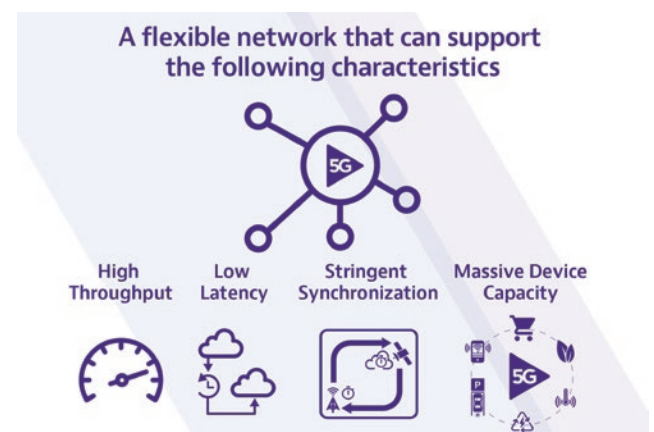 A flexible network that can support
the following characteristics
5G
High
Throughput
Low
Latency
Stringent
Synchronization
Massive Device
Capacity
5G
P